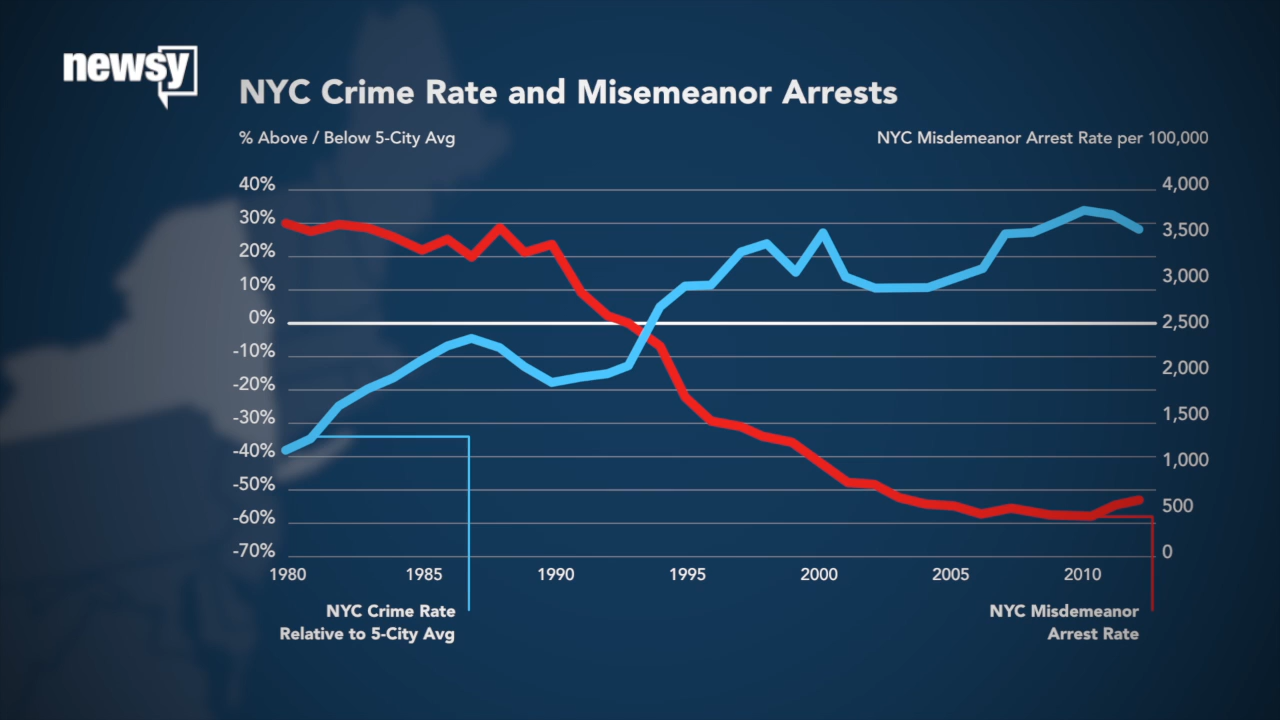 newsy
NYC Crime Rate and Misemeanor Arrests
% Above / Below 5-City Avg
NYC Misdemeanor Arrest Rate per 100,000
40%
30%
20%
10%
0%
-10%
-20%
-30%
-40%
-50%
-60%
-70%
4,000
3,500
3,000
2,500
2,000
1,500
1,000
500
0
1980 1985 1990 1995 2000 2005 2010
NYC Crime Rate
Relative to 5-City Avg
NYC Misdemeanor
Arrest Rate